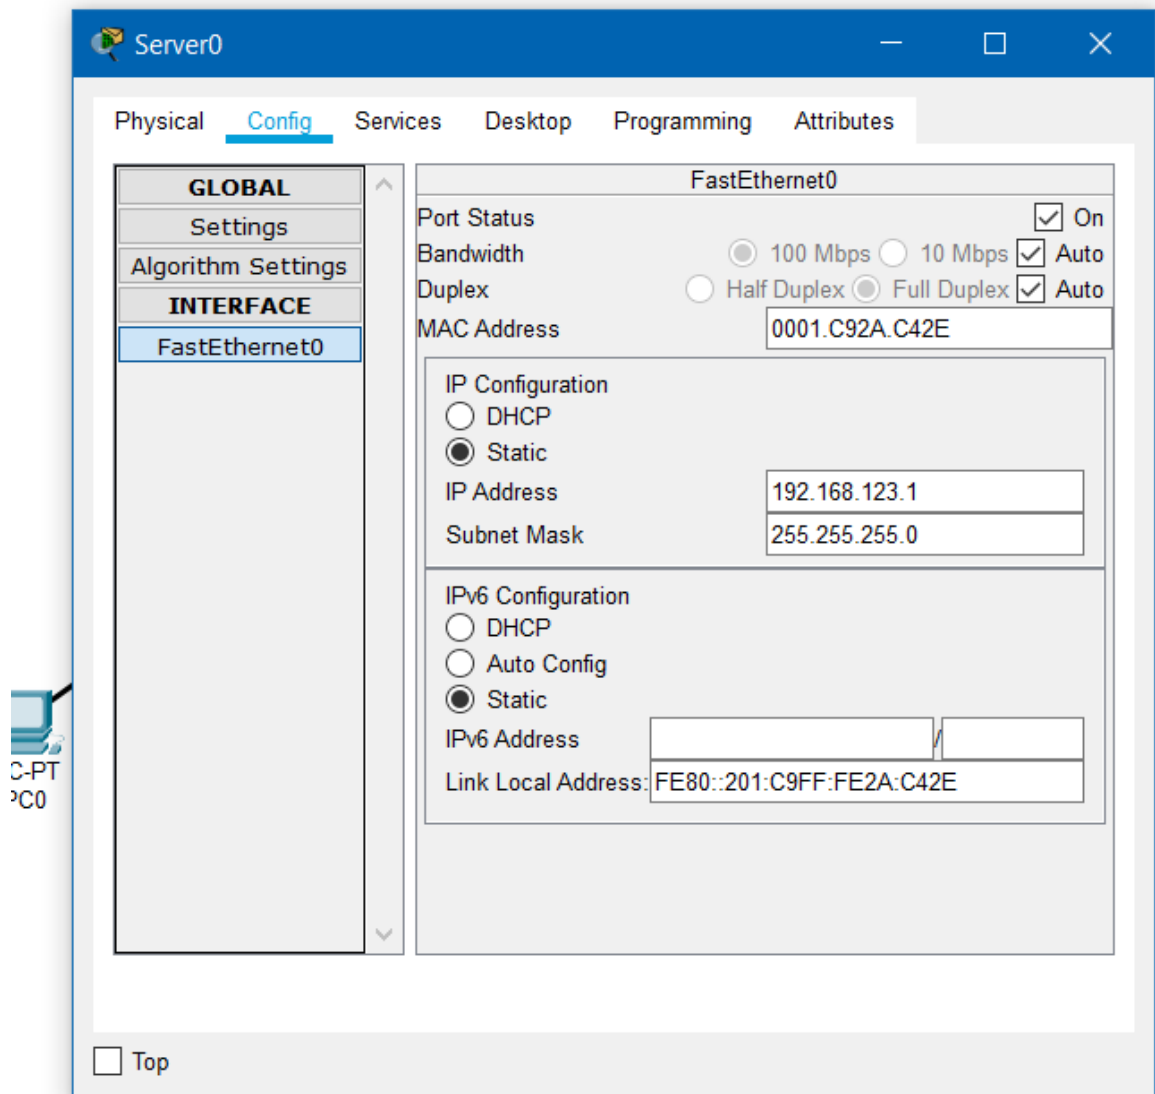 Server0
Physical Config Services Desktop Programming Attributes
GLOBAL
Settings
Algorithm Settings
INTERFACE
FastEthernet0
FastEthernet0
Port Status On
Bandwidth 100 Mbps 10 Mbps Auto
Duplex Half Duplex Full Duplex Auto
MAC Address 0001.C92A.C42E
IP Configuration
DHCP
Static
IP Address 192.168.123.1
Subnet Mask 255.255.255.0
IPv6 Configuration
DHCP
Auto Config
Static
IPv6 Address /
Link Local Address: FE80::201:C9FF:FE2A:C42E
C-PT
PC0
Top